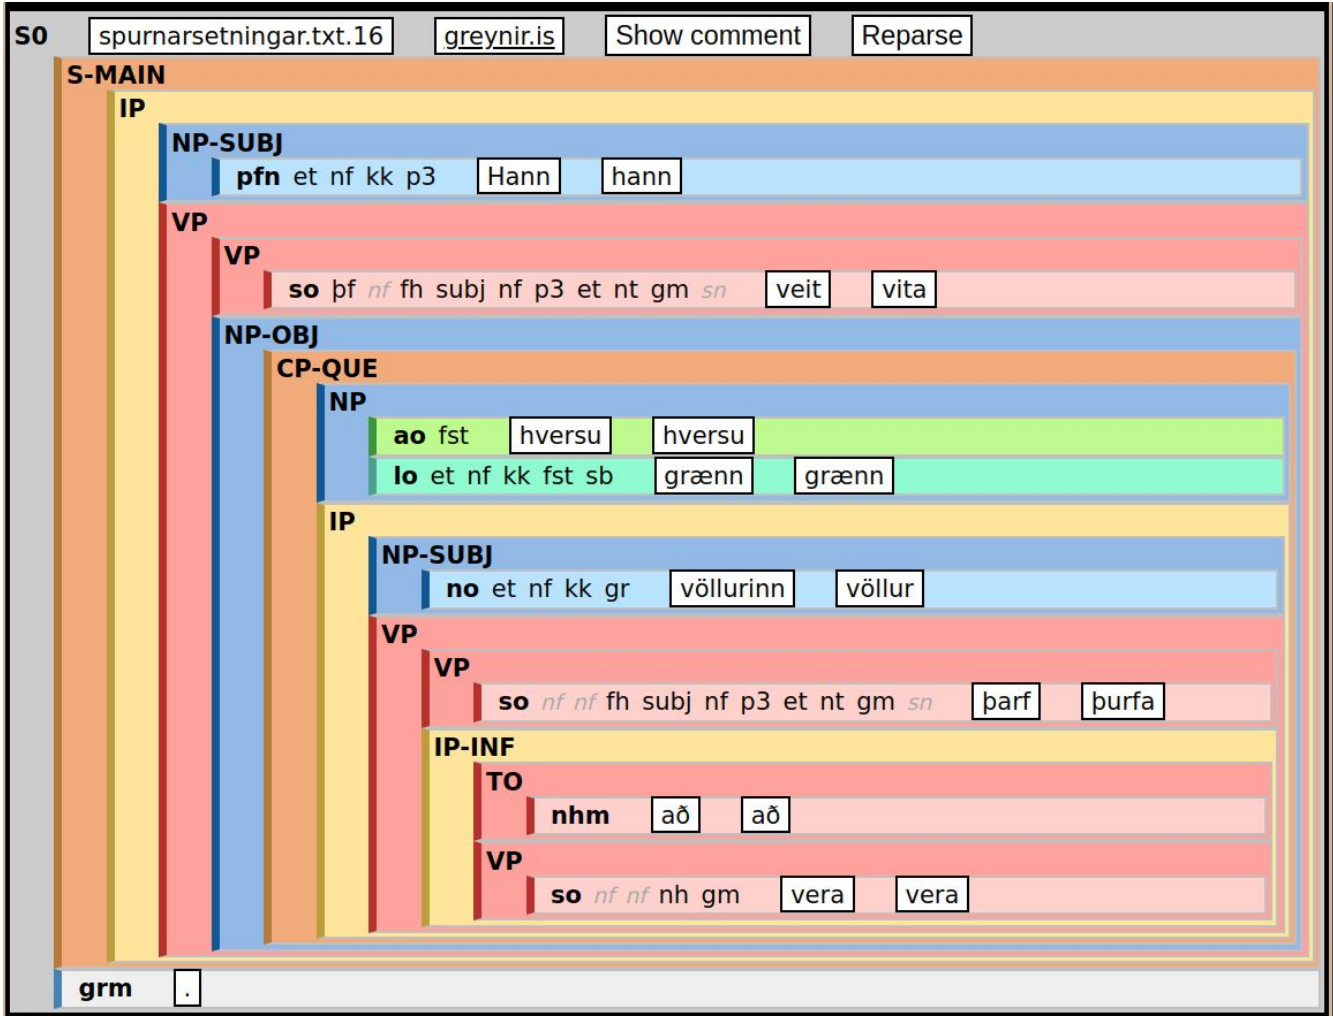 S0 spurnarsetningar.txt.16 greynir.is Show comment Reparse
S-MAIN
IP
NP-SUBJ
pfn et nf kk p3 Hann hann
VP
VP
so þf nf fh subj nf p3 et nt gm sn veit vita
NP-OBJ
CP-QUE
NP
ao fst hversu hversu
lo et nf kk fst sb grænn grænn
IP
NP-SUBJ
no et nf kk gr völlurinn völlur
VP
VP
so nf nf fh subj nf p3 et nt gm sn þarf þurfa
IP-INF
TO
nhm að að
VP
so nf nf nh gm vera vera
grm .